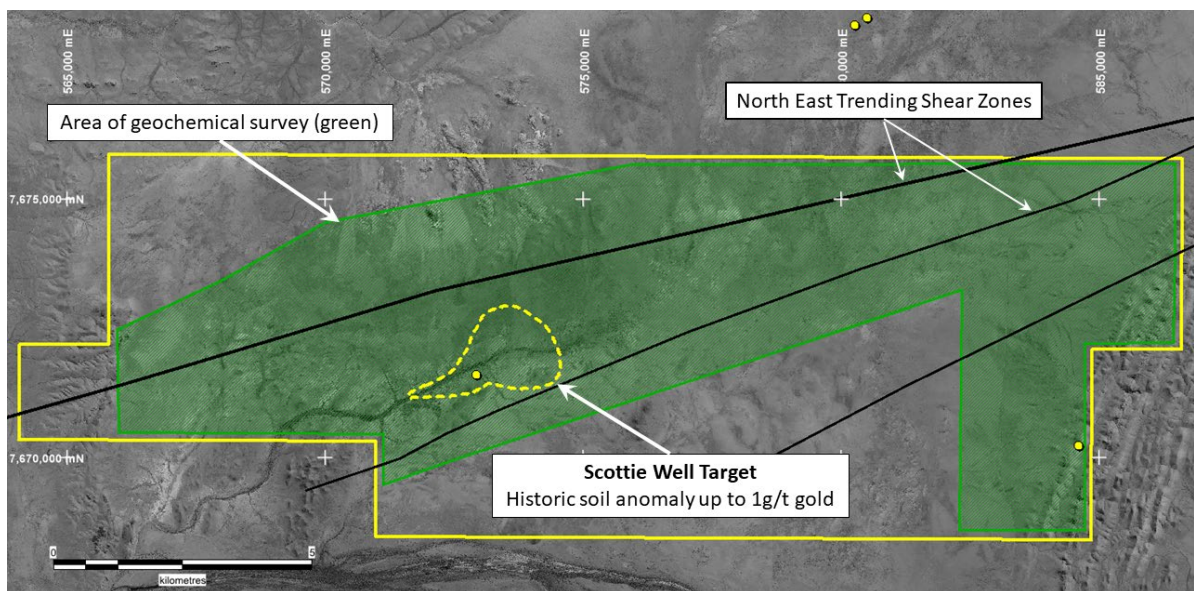 565,000 mE
570,000 mE
575,000 mE
0,000 mE
585,000 mE
Area of geochemical survey (green)
North East Trending Shear Zones
7,675,000 mN
7,670,000 mN
Scottie Well Target
Historic soil anomaly up to 1g/t gold
0
5
kilometres